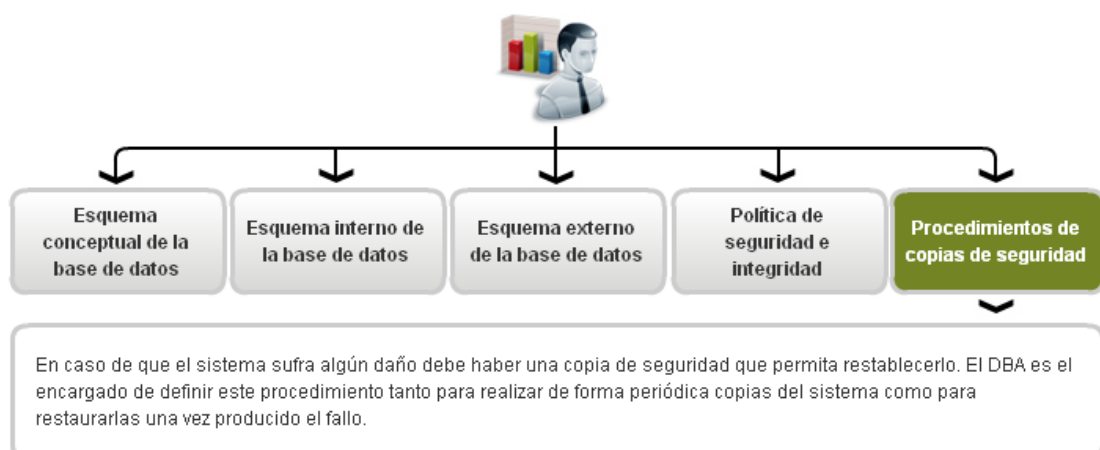 Esquema
conceptual de la
base de datos
Esquema interno de
la base de datos
Esquema externo
de la base de datos
Política de
seguridad e
integridad
Procedimientos de
copias de seguridad
En caso de que el sistema sufra algún daño debe haber una copia de seguridad que permita restablecerlo. El DBA es el
encargado de definir este procedimiento tanto para realizar de forma periódica copias del sistema como para
restaurarlas una vez producido el fallo.